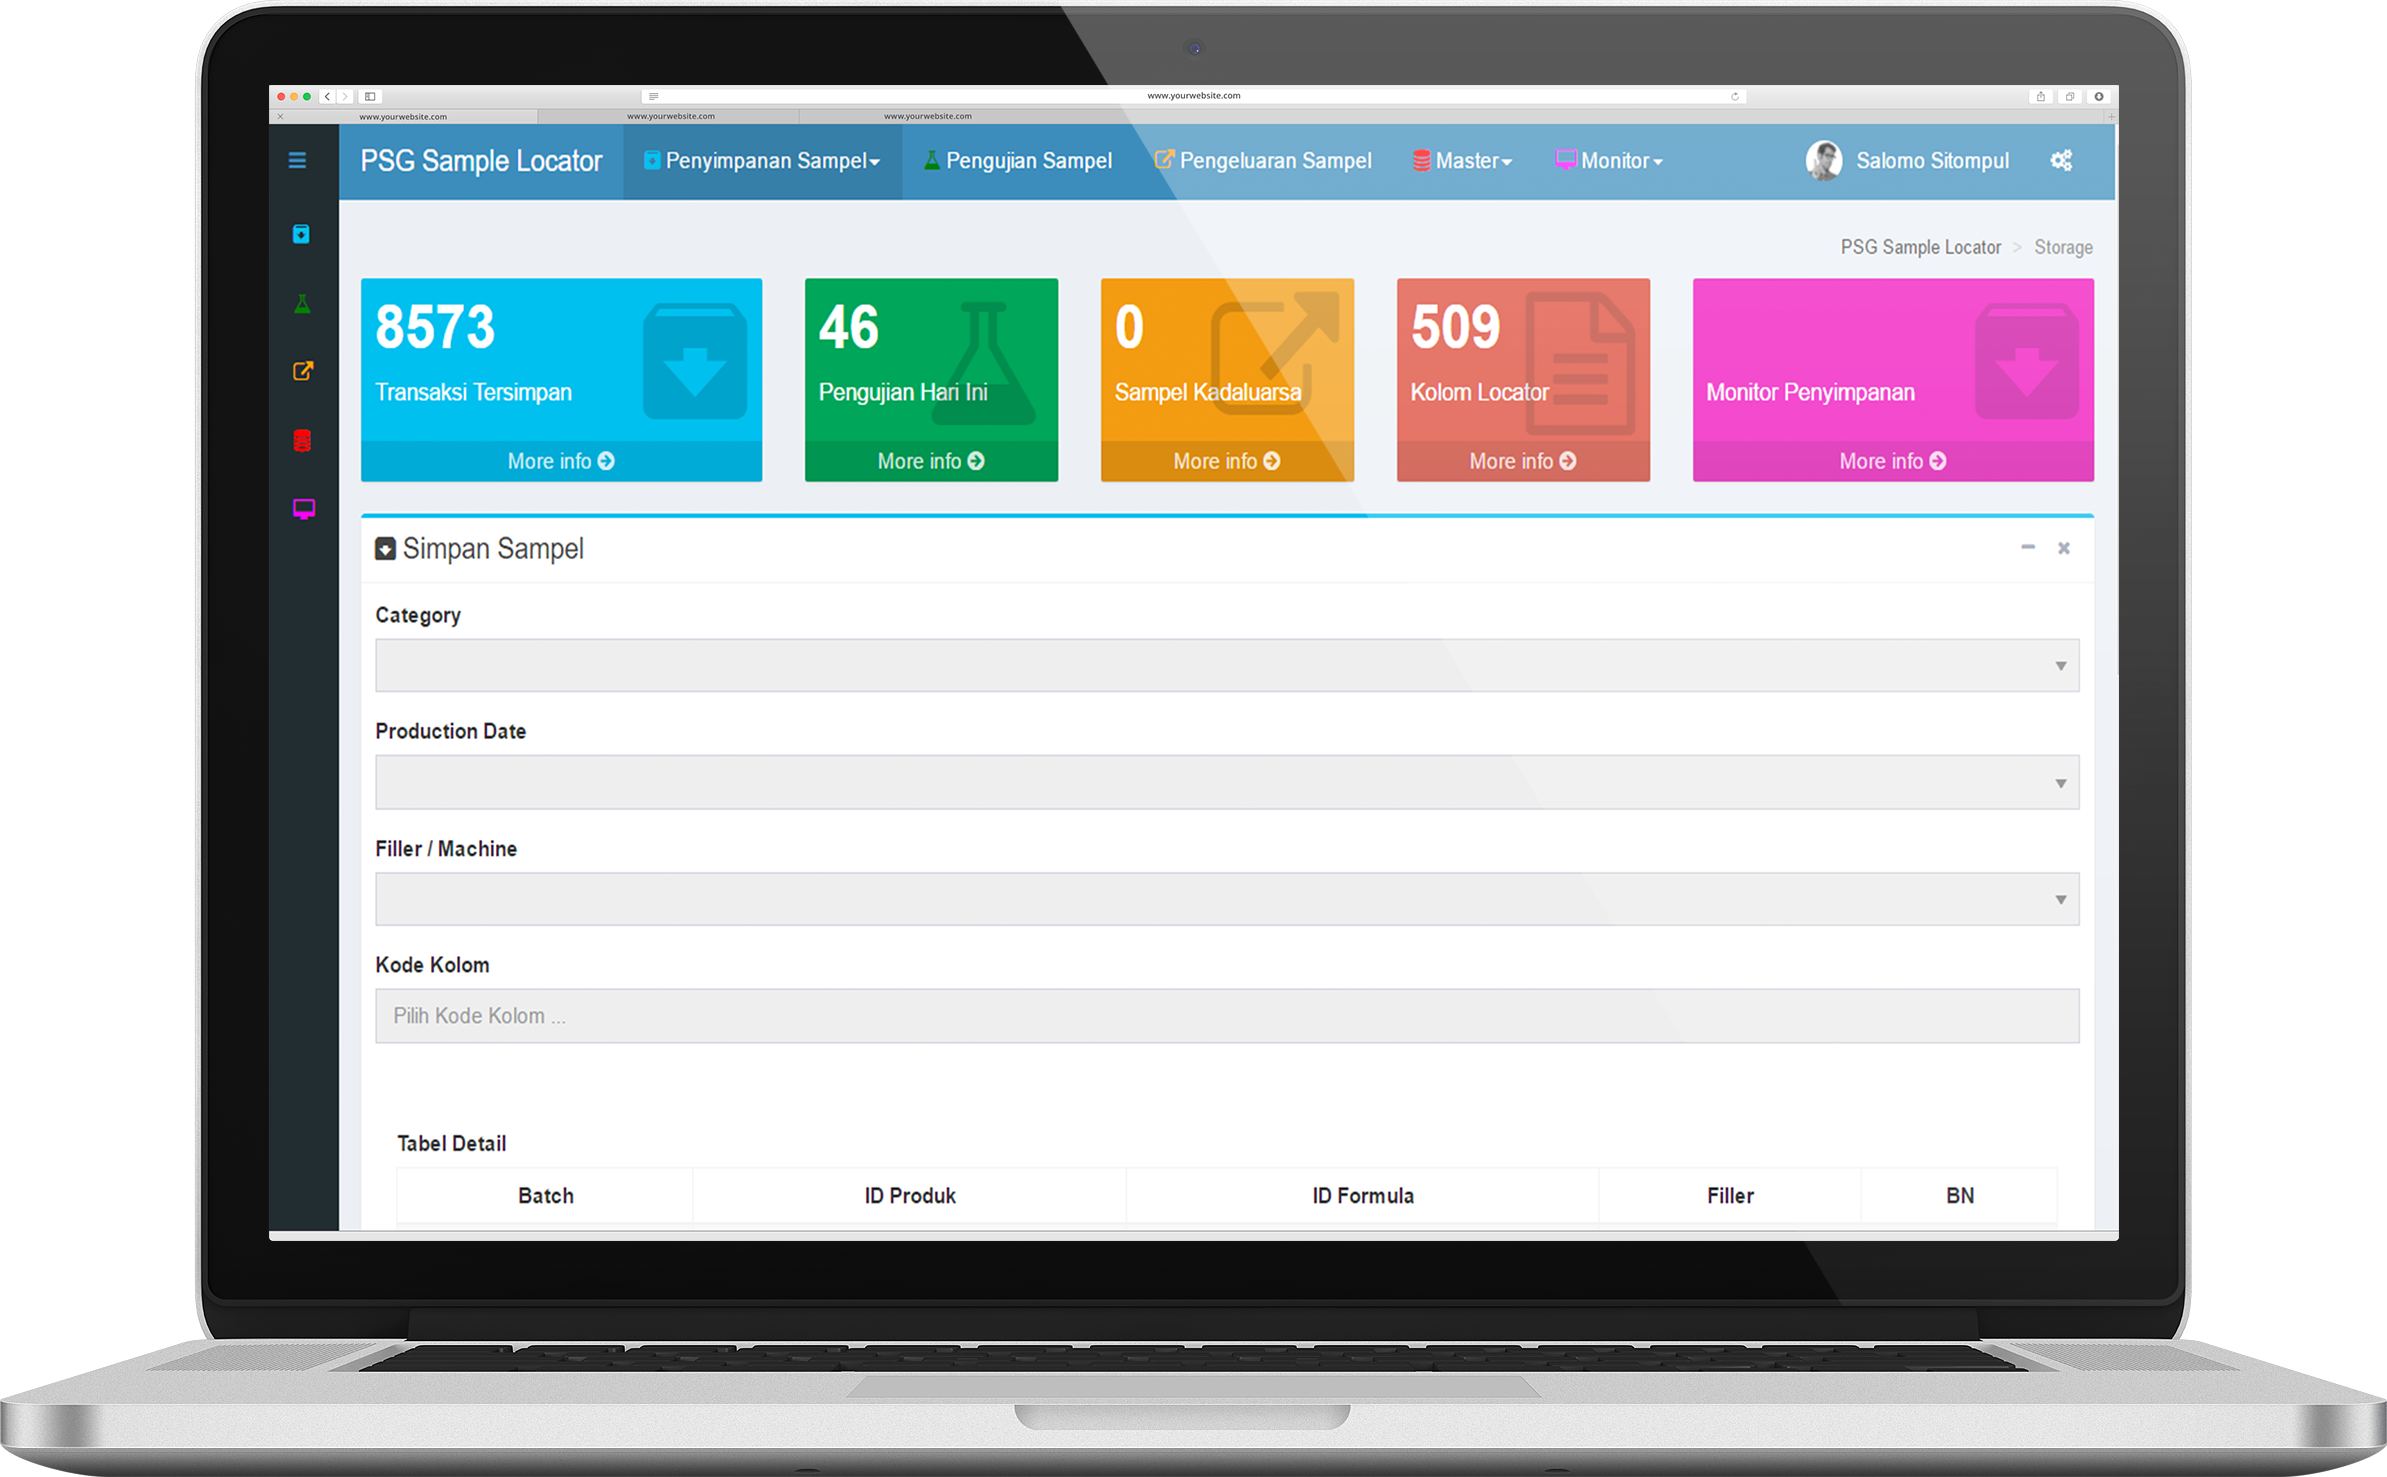 www.yourwebsite.com
www.yourwebsite.com www.yourwebsite.com www.yourwebsite.com
PSG Sample Locator Penyimpanan Sampel Pengujian Sampel Pengeluaran Sampel Master Monitor Salomo Sitompul
PSG Sample Locator > Storage
8573 46 0 509
Transaksi Tersimpan Pengujian Hari Ini Sampel Kadaluarsa Kolom Locator Monitor Penyimpanan
More info More info More info More info More info
Simpan Sampel
Category
Production Date
Filler / Machine
Kode Kolom
Pilih Kode Kolom ...
Tabel Detail
Batch ID Produk ID Formula Filler BN